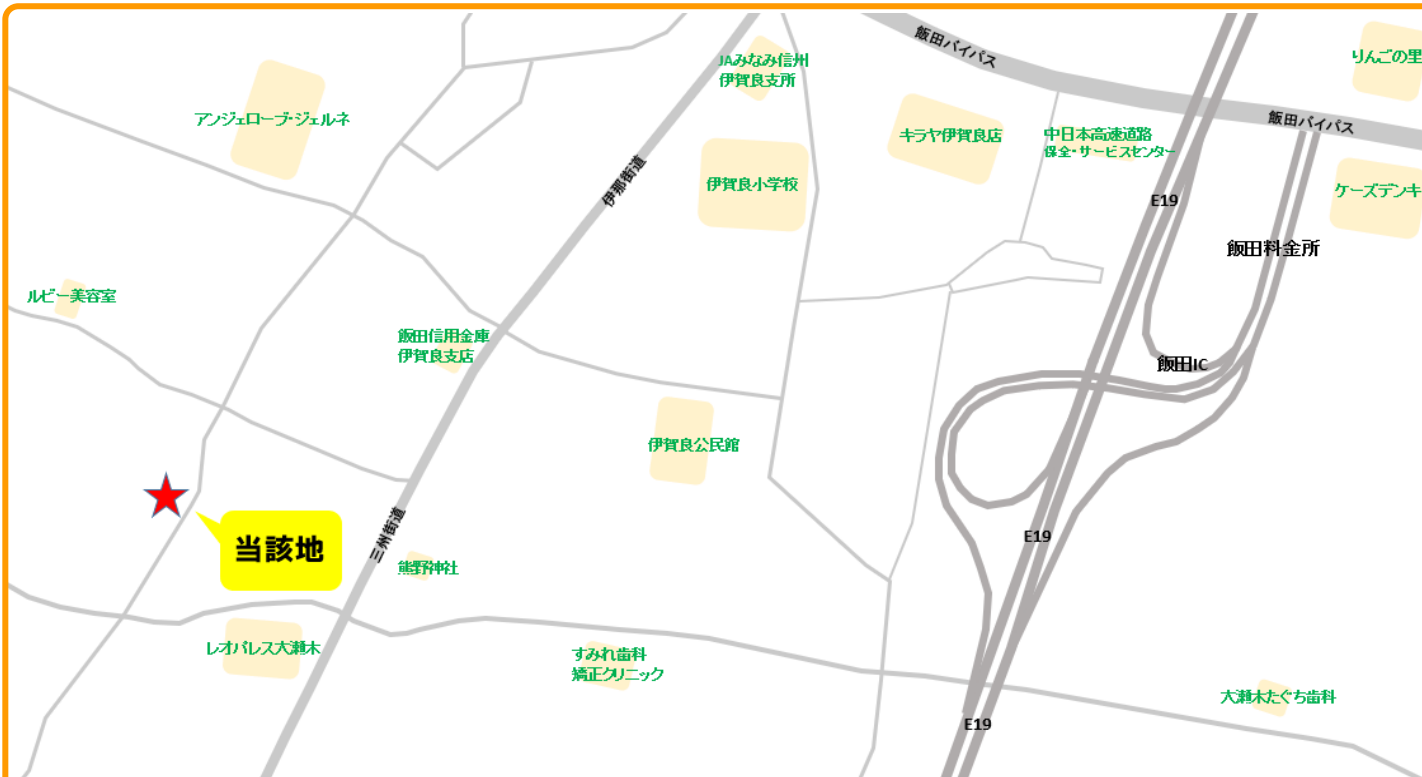 飯田バイパス
りんごの里
JAみなみ信州
伊賀良支所
アンジェローブ・ジェルネ
飯田バイパス
キラヤ伊賀良店
中日本高速道路
保全・サービスセンター
伊那街道
伊賀良小学校
ケーズデンキ
E19
飯田料金所
ルビー美容室
飯田信用金庫
伊賀良支店
飯田IC
伊賀良公民館
三州街道
当該地
E19
熊野神社
レオパレス大瀬木
すみれ歯科
矯正クリニック
大瀬木たぐち歯科
E19